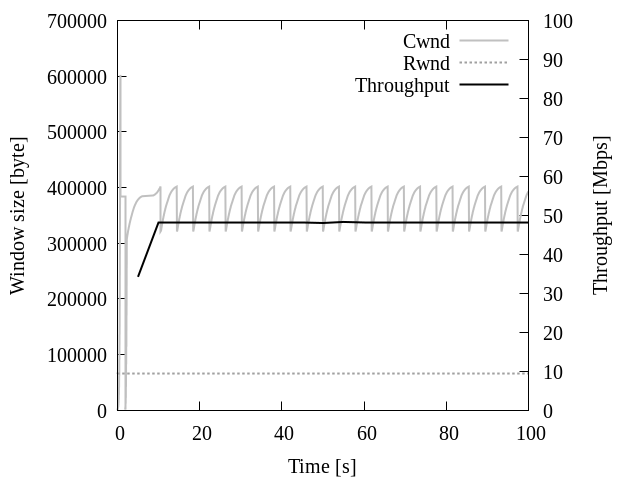 700000
600000
500000
400000
300000
200000
100000
0
Window size [byte]
Cwnd
Rwnd
Throughput
100
90
80
70
60
50
40
30
20
10
0
Throughput [Mbps]
0 20 40 60 80 100
Time [s]